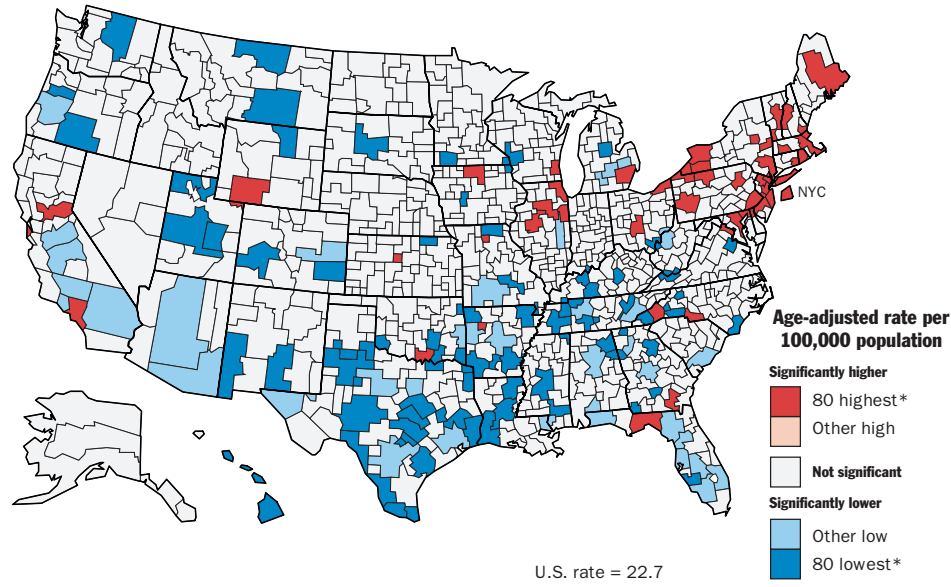 NYC
Age-adjusted rate per
100,000 population
Significantly higher
80 highest*
Other high
Not significant
Significantly lower
Other low
80 lowest*
U.S. rate = 22.7